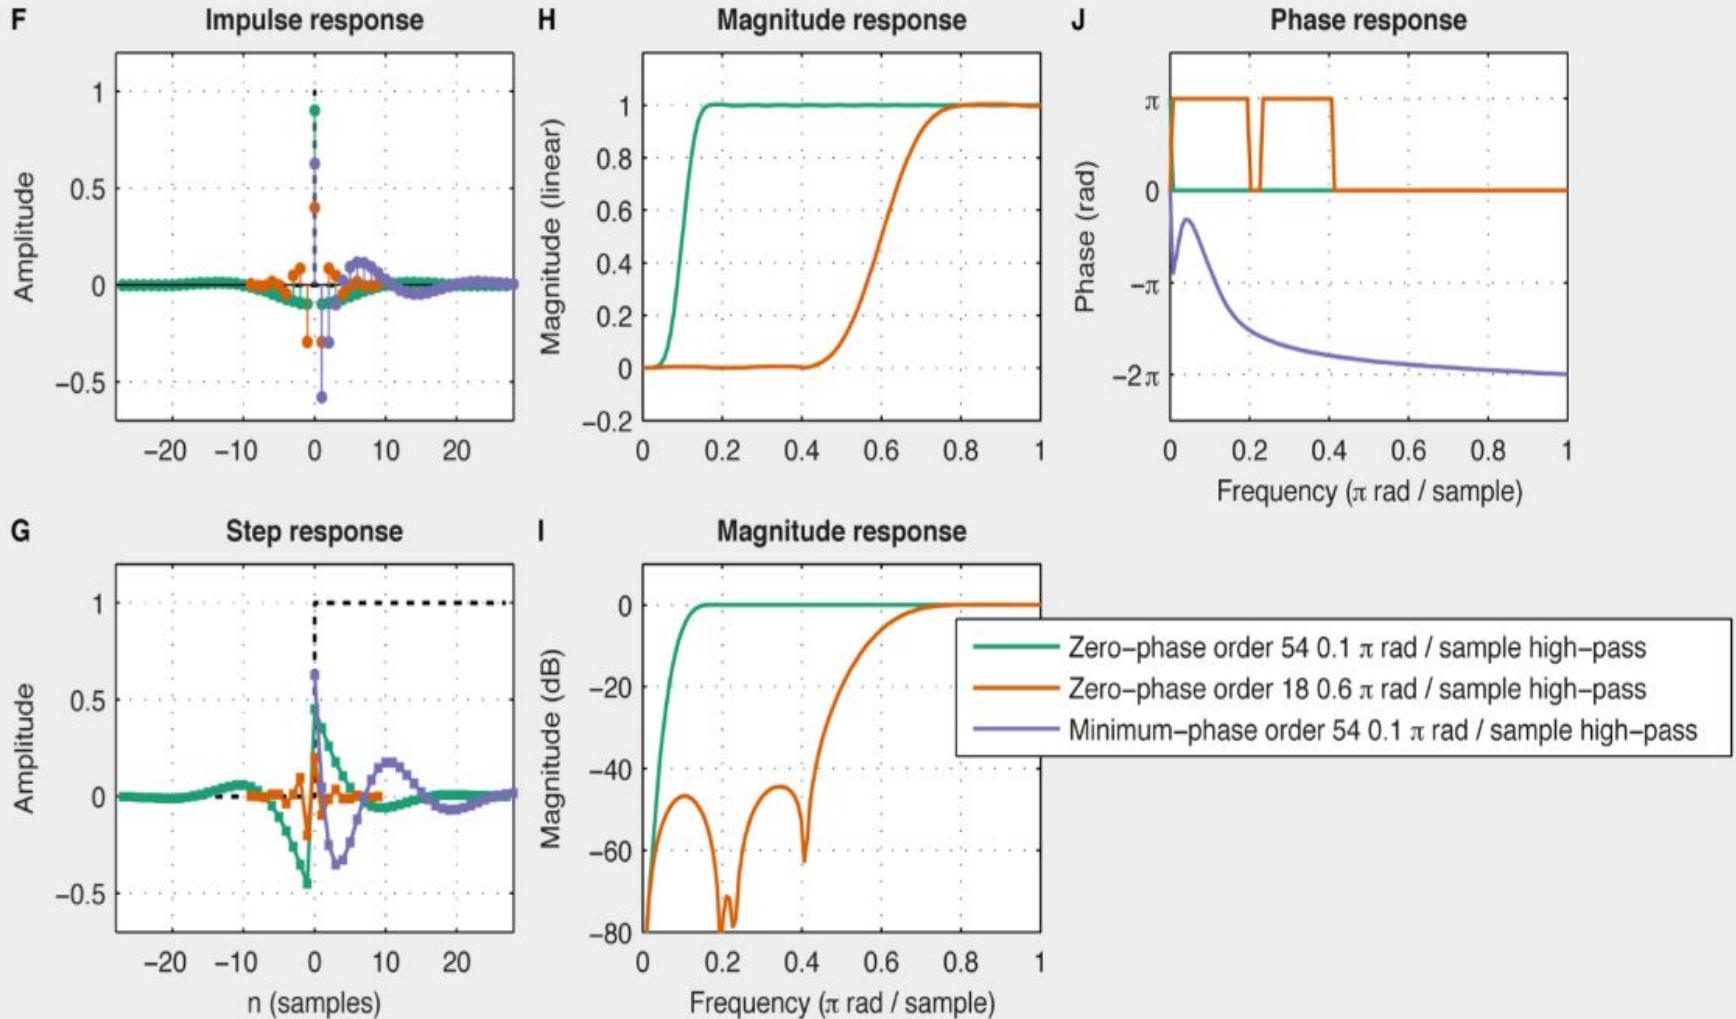 F
Impulse response
Amplitude
1
0.5
0
−0.5
−20 −10 0 10 20
H
Magnitude response
Magnitude (linear)
1
0.8
0.6
0.4
0.2
0
−0.2
0 0.2 0.4 0.6 0.8 1
J
Phase response
Phase (rad)
π
0
−π
−2π
0 0.2 0.4 0.6 0.8 1
Frequency (π rad / sample)
G
Step response
Amplitude
1
0.5
0
−0.5
−20 −10 0 10 20
n (samples)
I
Magnitude response
Magnitude (dB)
0
−20
−40
−60
−80
0 0.2 0.4 0.6 0.8 1
Frequency (π rad / sample)
Zero−phase order 54 0.1 π rad / sample high−pass
Zero−phase order 18 0.6 π rad / sample high−pass
Minimum−phase order 54 0.1 π rad / sample high−pass